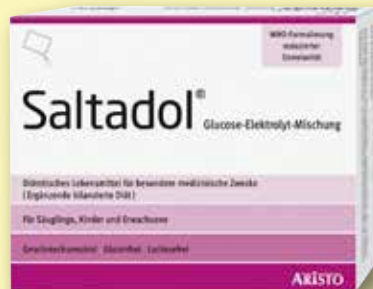 WHO-Formulierung
reduzierter
Osmolarität
Saltadol®
Glucose-Elektrolyt-Mischung
Diätetisches Lebensmittel für besondere medizinische Zwecke
(Ergänzende bilanzierte Diät)
Für Säuglinge, Kinder und Erwachsene
Geschmacksneutral Glutenfrei Lactosefrei
ARISTO